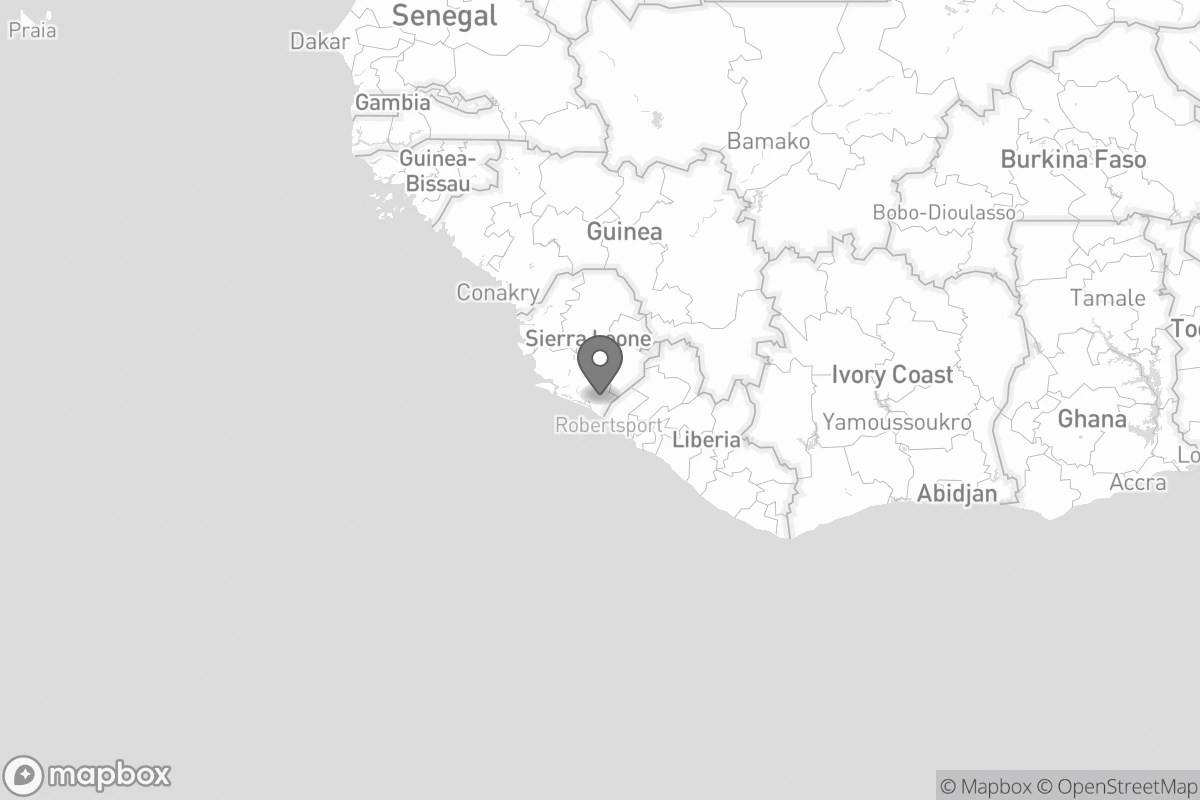 Praia
Senegal
Dakar
Gambia
Bamako
Guinea-
Bissau
Burkina Faso
Bobo-Dioulasso
Guinea
Conakry
Tamale
Sierra Leone
Tog
Ivory Coast
Ghana
Yamoussoukro
Robertsport
Liberia
Lo
Accra
Abidjan
mapbox
© Mapbox © OpenStreetMap